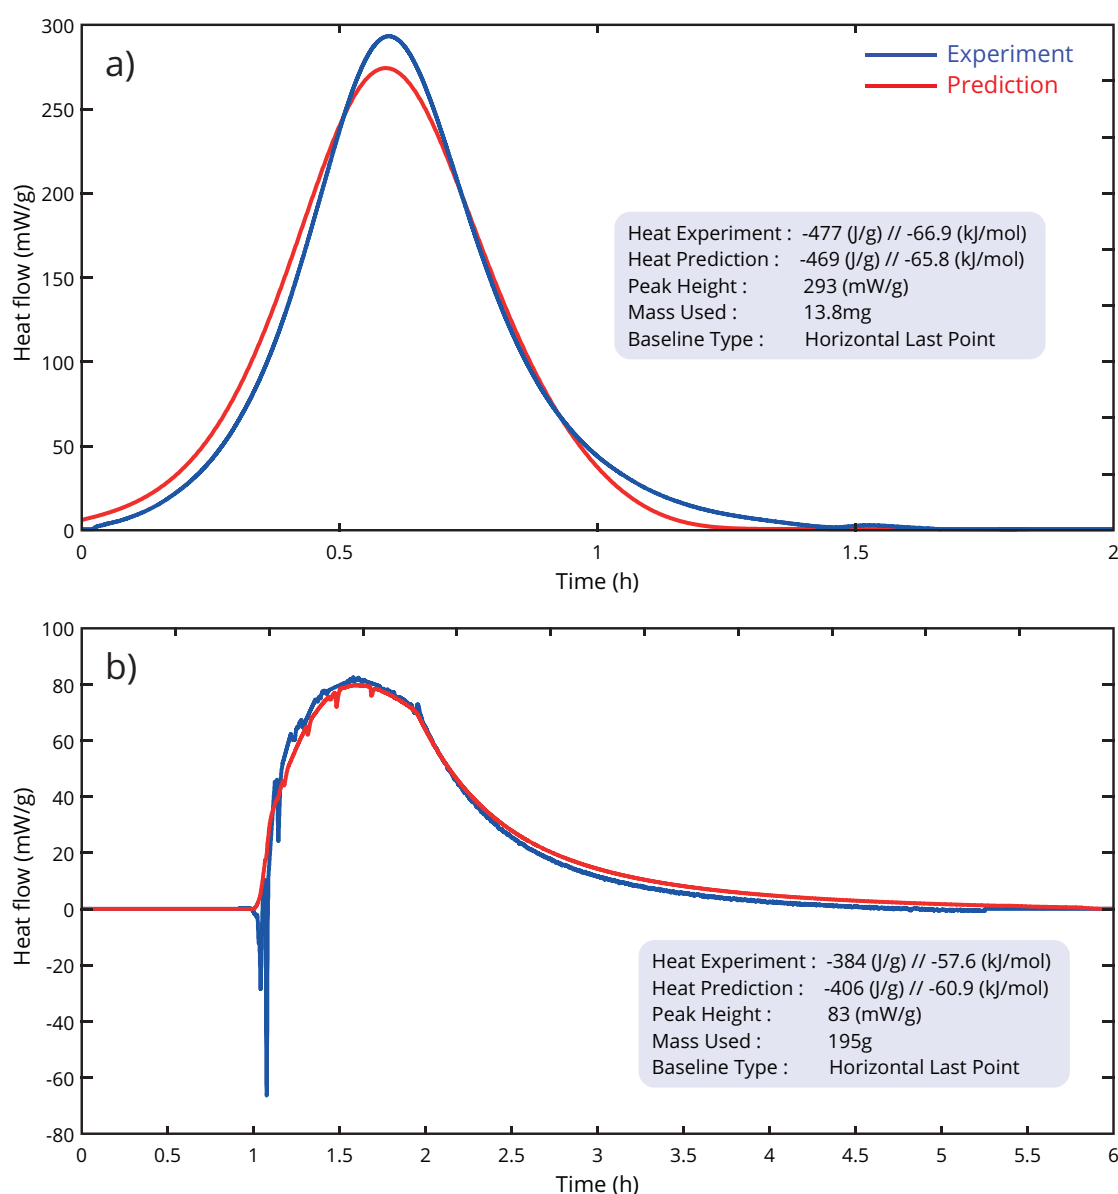 300
a)
Experiment
Prediction
250
200
Heat flow (mW/g)
Heat Experiment : -477 (J/g) // -66.9 (kJ/mol)
Heat Prediction : -469 (J/g) // -65.8 (kJ/mol)
Peak Height : 293 (mW/g)
Mass Used : 13.8mg
Baseline Type : Horizontal Last Point
150
100
50
0
0 0.5 1 1.5 2
Time (h)
100
b)
80
60
40
20
0
Heat flow (mW/g)
-20
-40
-60
-80
Heat Experiment : -384 (J/g) // -57.6 (kJ/mol)
Heat Prediction : -406 (J/g) // -60.9 (kJ/mol)
Peak Height : 83 (mW/g)
Mass Used : 195g
Baseline Type : Horizontal Last Point
0 0.5 1 1.5 2 2.5 3 3.5 4 4.5 5 5.5 6
Time (h)